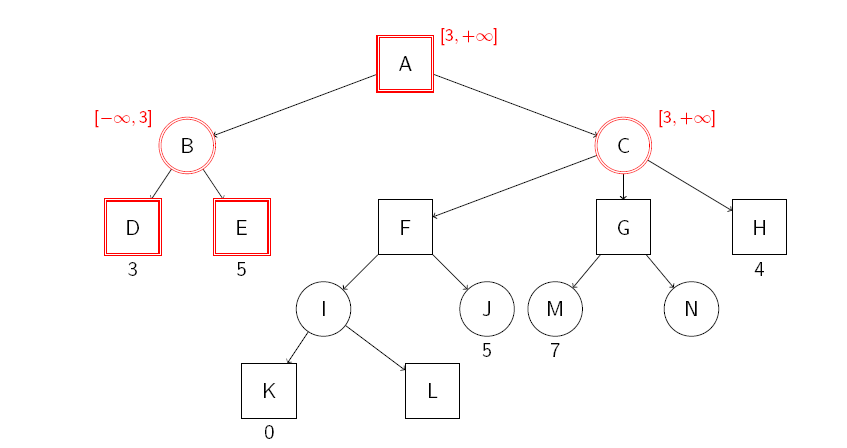 [3, +∞]
A
[−∞, 3]
[3, +∞]
B
C
D
E
F
G
H
3
5
4
I
J
M
N
5
7
K
L
0